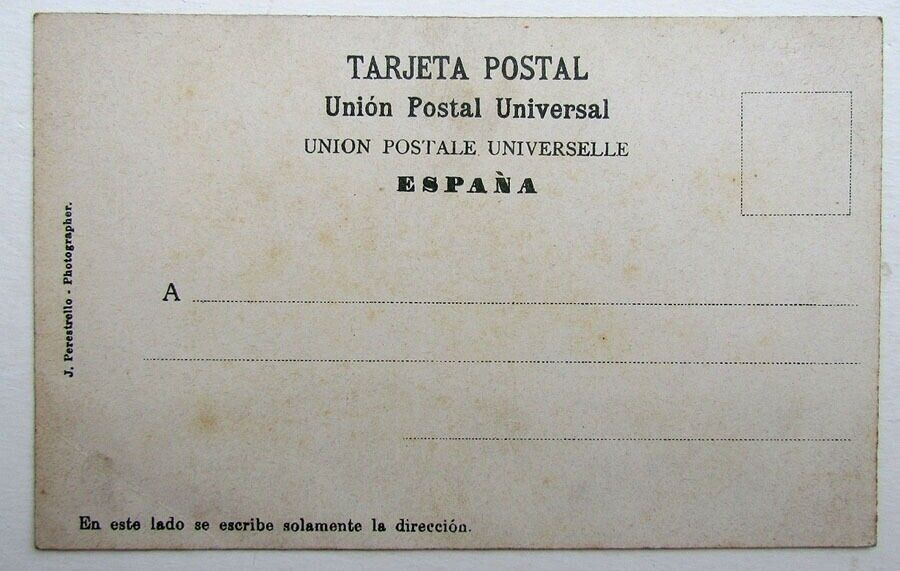 TARJETA POSTAL
Unión Postal Universal
UNION POSTALE UNIVERSELLE
ESPAÑA
J. Perestrello - Photographer.
A
En este lado se escribe solamente la dirección.